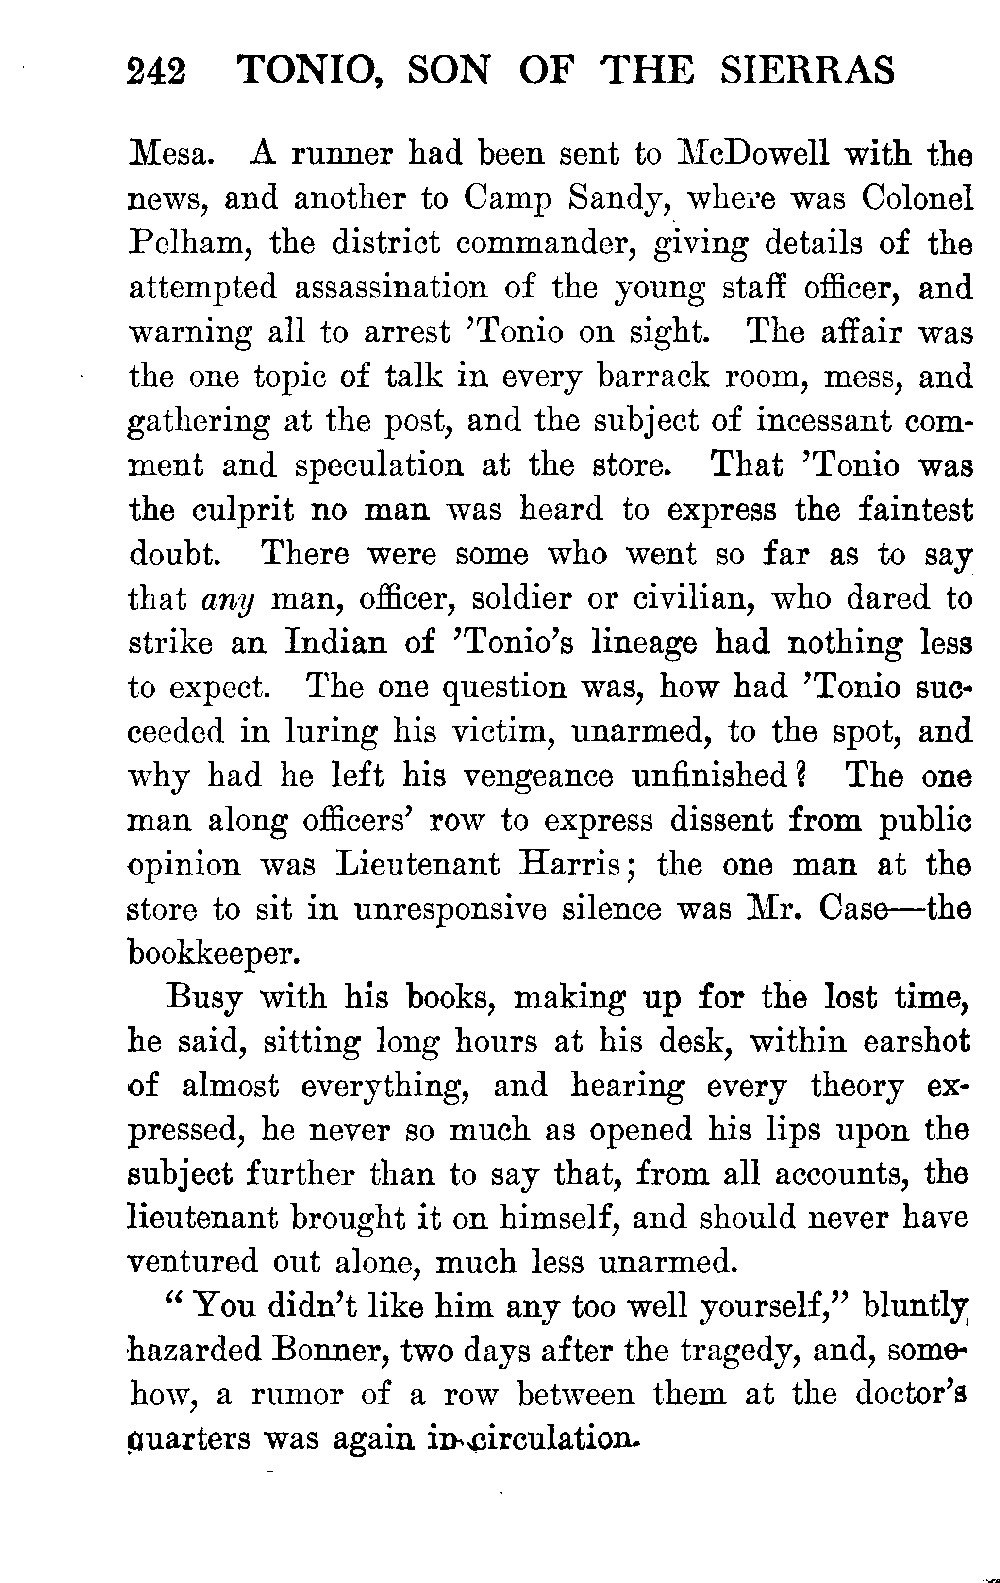 242 TONIO, SON OF THE SIERRAS
Mesa. A runner had been sent to McDowell with the
news, and another to Camp Sandy, where was Colonel
Pelham, the district commander, giving details of the
attempted assassination of the young staff officer, and
warning all to arrest ’Tonio on sight. The affair was
the one topic of talk in every barrack room, mess, and
gathering at the post, and the subject of incessant com-
ment and speculation at the store. That ’Tonio was
the culprit no man was heard to express the faintest
doubt. There were some who went so far as to say
that any man, officer, soldier or civilian, who dared to
strike an Indian of ’Tonio’s lineage had nothing less
to expect. The one question was, how had ’Tonio suc-
ceeded in luring his victim, unarmed, to the spot, and
why had he left his vengeance unfinished? The one
man along officers’ row to express dissent from public
opinion was Lieutenant Harris; the one man at the
store to sit in unresponsive silence was Mr. Case—the
bookkeeper.
Busy with his books, making up for the lost time,
he said, sitting long hours at his desk, within earshot
of almost everything, and hearing every theory ex-
pressed, he never so much as opened his lips upon the
subject further than to say that, from all accounts, the
lieutenant brought it on himself, and should never have
ventured out alone, much less unarmed.
“ You didn’t like him any too well yourself,” bluntly
hazarded Bonner, two days after the tragedy, and, some-
how, a rumor of a row between them at the doctor’s
quarters was again in circulation.